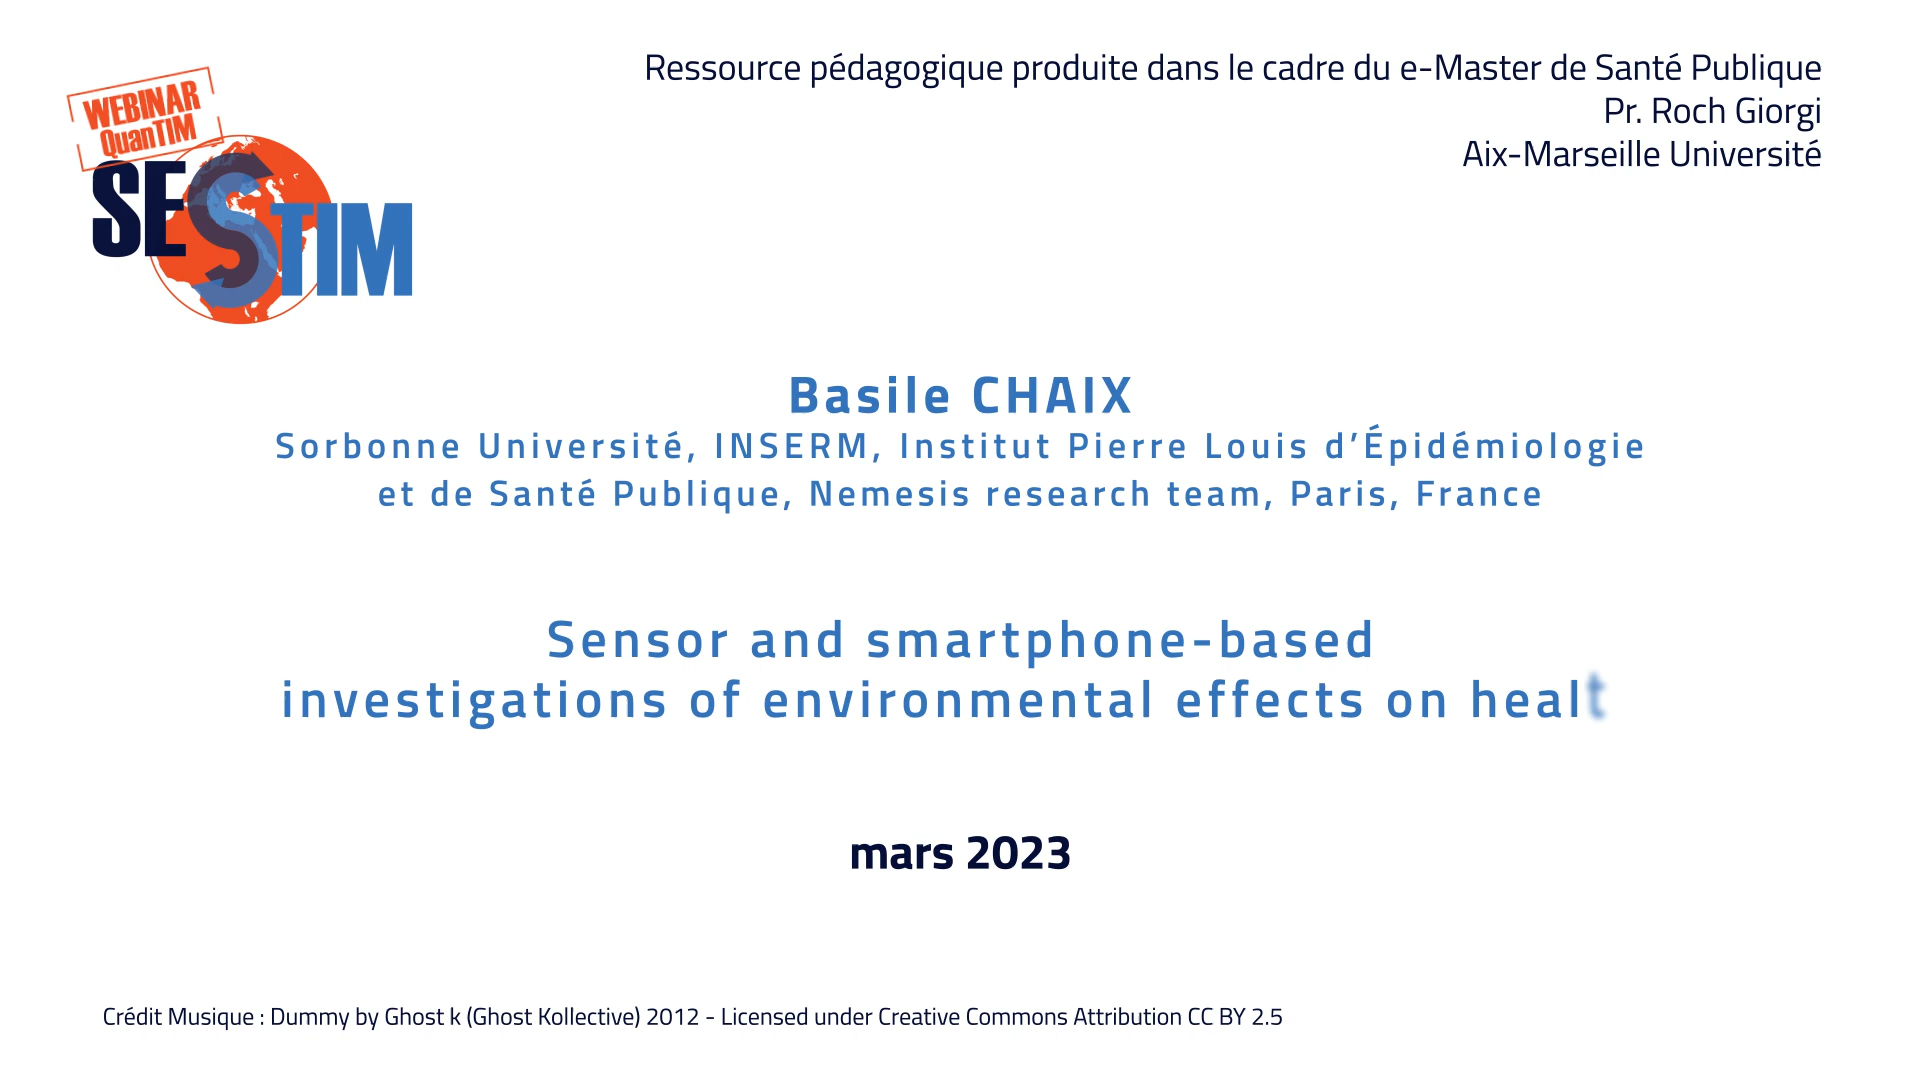 Ressource pédagogique produite dans le cadre du e-Master de Santé Publique
Pr. Roch Giorgi
Aix-Marseille Université
WEBINAR
QuanTIM
SESTIM
Basile CHAIX
Sorbonne Université, INSERM, Institut Pierre Louis d’Épidémiologie
et de Santé Publique, Nemesis research team, Paris, France
Sensor and smartphone-based
investigations of environmental effects on healt
mars 2023
Crédit Musique : Dummy by Ghost k (Ghost Kollective) 2012 - Licensed under Creative Commons Attribution CC BY 2.5